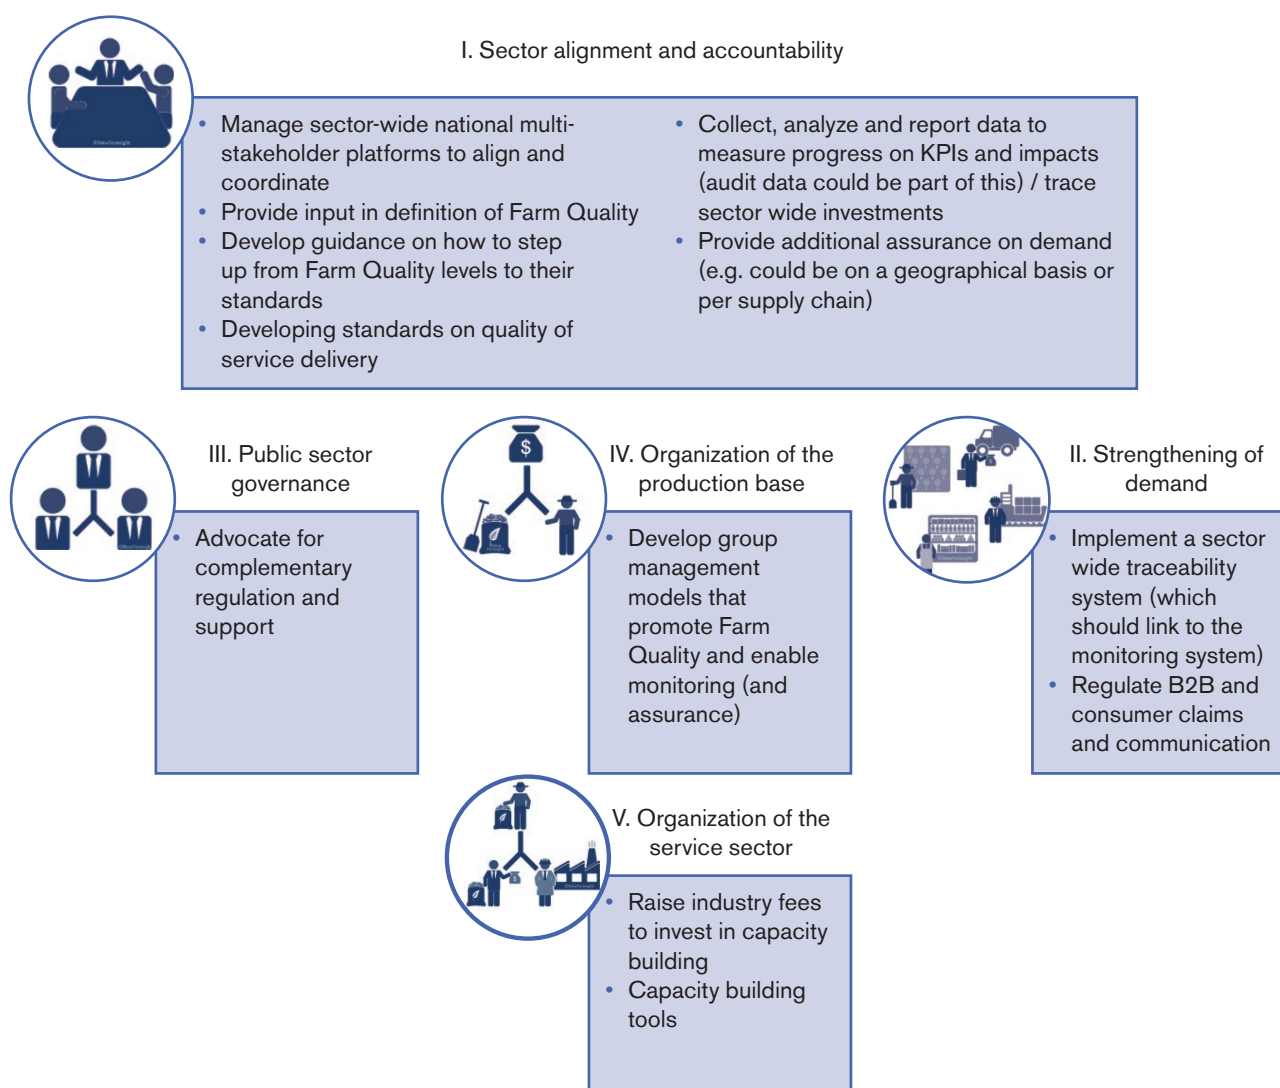 I. Sector alignment and accountability
• Manage sector-wide national multi-
stakeholder platforms to align and
coordinate
• Provide input in definition of Farm Quality
• Develop guidance on how to step
up from Farm Quality levels to their
standards
• Developing standards on quality of
service delivery
• Collect, analyze and report data to
measure progress on KPIs and impacts
(audit data could be part of this) / trace
sector wide investments
• Provide additional assurance on demand
(e.g. could be on a geographical basis or
per supply chain)
III. Public sector
governance
• Advocate for
complementary
regulation and
support
$
IV. Organization of the
production base
• Develop group
management
models that
promote Farm
Quality and enable
monitoring (and
assurance)
II. Strengthening of
demand
• Implement a sector
wide traceability
system (which
should link to the
monitoring system)
• Regulate B2B and
consumer claims
and communication
V. Organization of the
service sector
• Raise industry fees
to invest in capacity
building
• Capacity building
tools